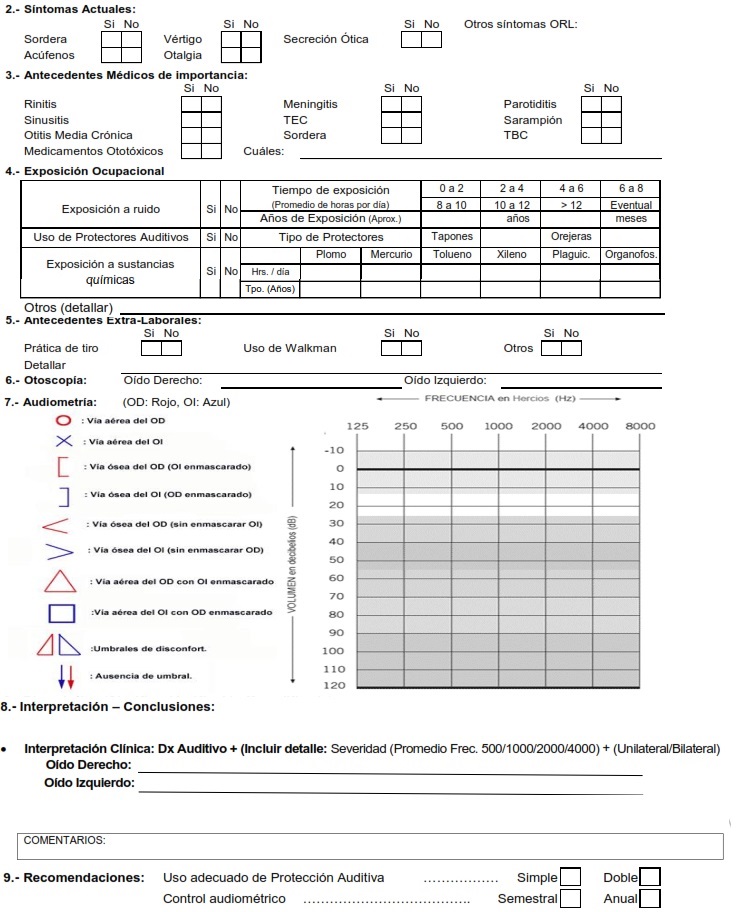 2.- Síntomas Actuales:
Si No Si No Si No Otros síntomas ORL:
Sordera Vértigo Secreción Ótica
Acúfenos Otalgia
3.- Antecedentes Médicos de importancia:
Si No Si No Si No
Rinitis Meningitis Parotiditis
Sinusitis TEC Sarampión
Otitis Media Crónica Sordera TBC
Medicamentos Ototóxicos Cuáles:
4.- Exposición Ocupacional
Exposición a ruido Si No Tiempo de exposición 0 a 2 2 a 4 4 a 6 6 a 8
(Promedio de horas por día) 8 a 10 10 a 12 > 12 Eventual
Años de Exposición (Aprox.) años meses
Uso de Protectores Auditivos Si No Tipo de Protectores Tapones Orejeras
Exposición a sustancias químicas Si No Plomo Mercurio Tolueno Xileno Plaguic. Organofos.
Hrs. / día
Tpo. (Años)
Otros (detallar)
5.- Antecedentes Extra-Laborales:
Si No Si No Si No
Prática de tiro Uso de Walkman Otros
Detallar
6.- Otoscopía: Oído Derecho: Oído Izquierdo:
7.- Audiometría: (OD: Rojo, OI: Azul)
: Vía aérea del OD
: Vía aérea del OI
: Vía ósea del OD (OI enmascarado)
: Vía ósea del OI (OD enmascarado)
: Vía ósea del OD (sin enmascarar OI)
: Vía ósea del OI (sin enmascarar OD)
: Vía aérea del OD con OI enmascarado
:Vía aérea del OI con OD enmascarado
:Umbrales de disconfort.
: Ausencia de umbral.
FRECUENCIA en Hercios (Hz)
125 250 500 1000 2000 4000 8000
VOLUMEN en decibelios (dB)
-10
0
10
20
30
40
50
60
70
80
90
100
110
120
8.- Interpretación – Conclusiones:
• Interpretación Clínica: Dx Auditivo + (Incluir detalle: Severidad (Promedio Frec. 500/1000/2000/4000) + (Unilateral/Bilateral)
Oído Derecho:
Oído Izquierdo:
COMENTARIOS:
9.- Recomendaciones: Uso adecuado de Protección Auditiva ................. Simple Doble
Control audiométrico ..................................... Semestral Anual